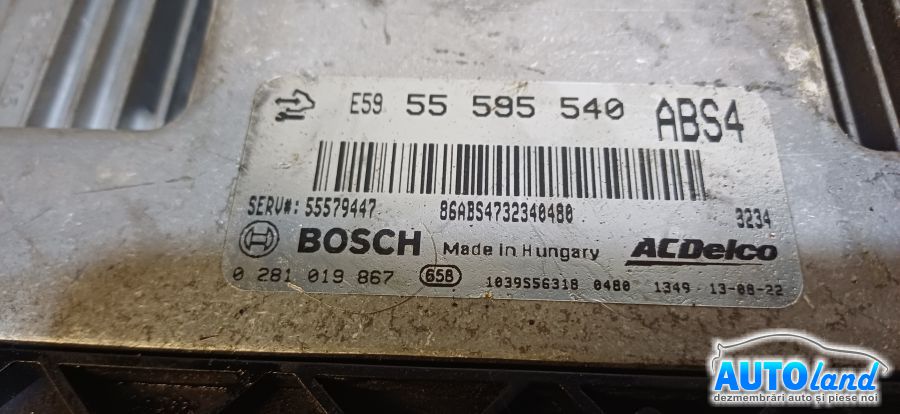 E59 55 595 540 ABS4
SERV#: 55579447 86ABS4732340480 3234
BOSCH Made in Hungary ACDelco
0 281 019 867 658 1039S56318 0480 1349 13-08-22
AUTOland
dezmembrări auto și piese noi